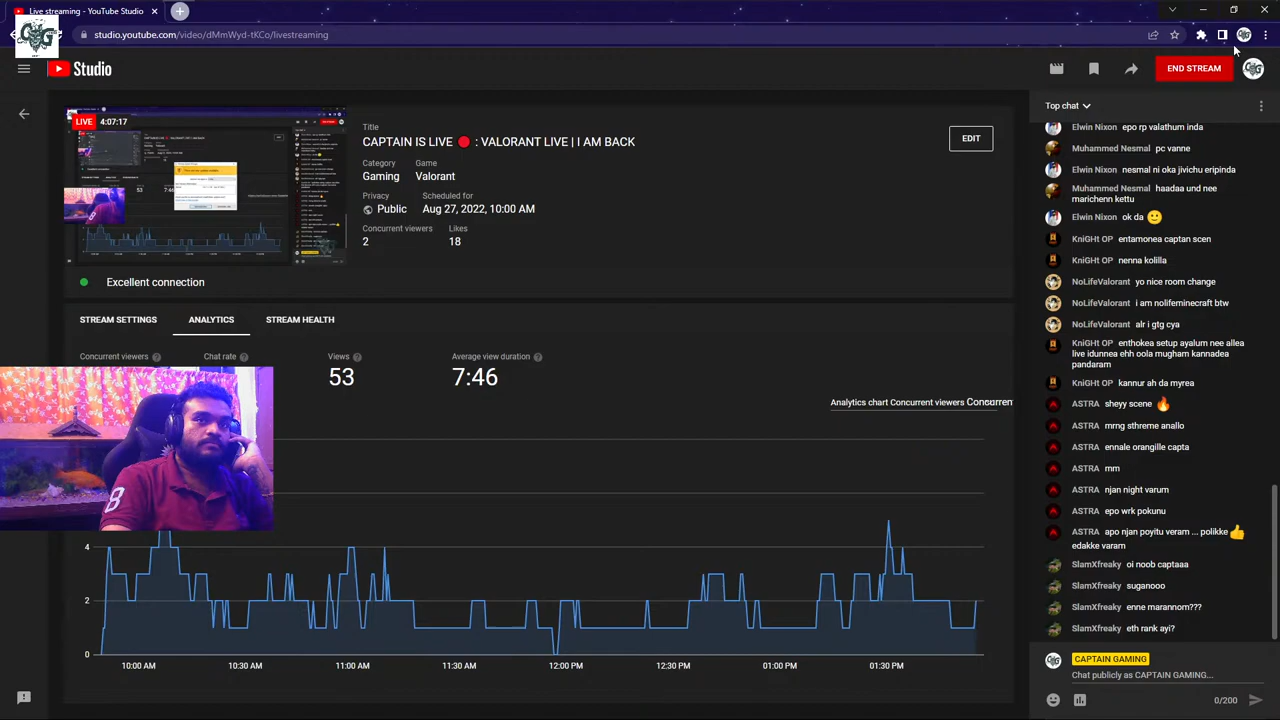 Live streaming - YouTube Studio
studio.youtube.com/video/dMmWyd-tKCo/livestreaming
Studio
END STREAM
LIVE 4:07:17
Title
CAPTAIN IS LIVE 🔴 : VALORANT LIVE I I AM BACK
EDIT
Category
Game
Gaming
Valorant
Privacy
Scheduled for
Public
Aug 27, 2022, 10:00 AM
Concurrent viewers
Likes
2
18
Excellent connection
STREAM SETTINGS
ANALYTICS
STREAM HEALTH
Concurrent viewers
Chat rate
Views
Average view duration
53
7:46
Analytics chart Concurrent viewers Concurren
4
2
0
10:00 AM
10:30 AM
11:00 AM
11:30 AM
12:00 PM
12:30 PM
01:00 PM
01:30 PM
B
Top chat
Elwin Nixon epo rp valand inda
Muhammed Nesmal pc vanne
Elwin Nixon nesmal ni okk jivichu eripinda
Muhammed Nesmal haadaa und nee
marichenn kettu
Elwin Nixon ok da 🙂
KniGHt OP entamonea captan scen
KniGHt OP nenna kolilla
NoLifeValorant yo nice room change
NoLifeValorant i am nolifeminecraft btw
NoLifeValorant alr i gtg cya
KniGHt OP enthokea setup ayalum nee allea
live idunnea ehh oola mugham kannadea
pandaram
KniGHt OP kannur ah da myrea
ASTRA sheyy scene 🔥
ASTRA mrng sthreme anallo
ASTRA ennale orangille capta
ASTRA mm
ASTRA njan night varum
ASTRA epo wrk pokunu
ASTRA apo njan poyitu veram ... polikke 👍
edakke varam
SlamXfreaky oi noob captaaa
SlamXfreaky suganooo
SlamXfreaky enne marannom???
SlamXfreaky eth rank ayi?
CAPTAIN GAMING
Chat publicly as CAPTAIN GAMING...
0/200